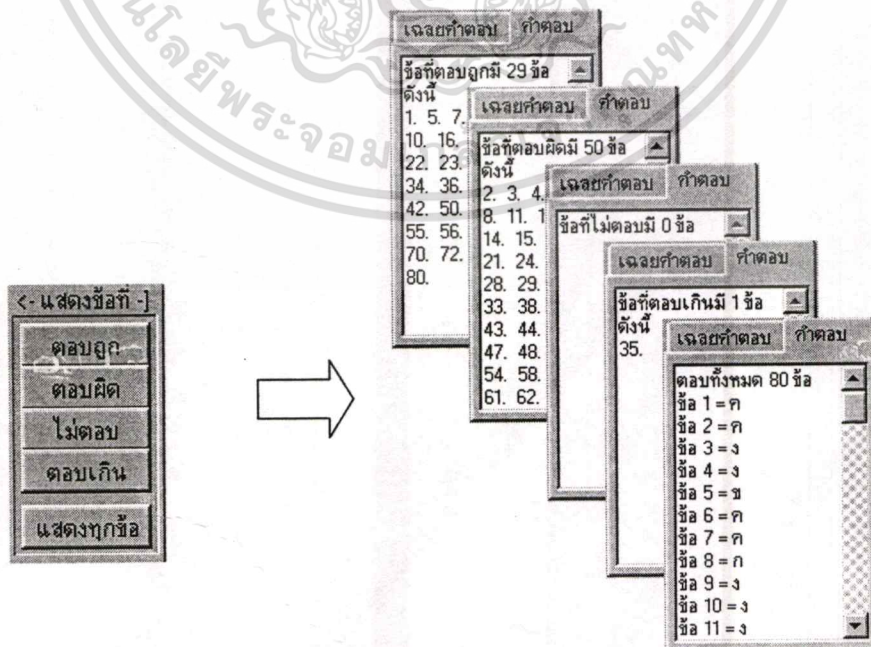 เฉลยคำตอบ คำตอบ
ข้อที่ตอบถูกมี 29 ข้อ
ดังนี้
1. 5. 7.
10. 16.
22. 23.
34. 36.
42. 50.
55. 56.
70. 72.
80.
เฉลยคำตอบ คำตอบ
ข้อที่ตอบผิดมี 50 ข้อ
ดังนี้
2. 3. 4.
8. 11. 1
14. 15.
21. 24.
28. 29.
33. 38.
43. 44.
47. 48.
54. 58.
61. 62.
เฉลยคำตอบ คำตอบ
ข้อที่ไม่ตอบมี 0 ข้อ
เฉลยคำตอบ คำตอบ
ข้อที่ตอบเกินมี 1 ข้อ
ดังนี้
35.
เฉลยคำตอบ คำตอบ
ตอบทั้งหมด 80 ข้อ
ข้อ 1 = ค
ข้อ 2 = ค
ข้อ 3 = ง
ข้อ 4 = ง
ข้อ 5 = ข
ข้อ 6 = ค
ข้อ 7 = ค
ข้อ 8 = ก
ข้อ 9 = ง
ข้อ 10 = ง
ข้อ 11 = ง
<- แสดงข้อที่ -]
ตอบถูก
ตอบผิด
ไม่ตอบ
ตอบเกิน
แสดงทุกข้อ